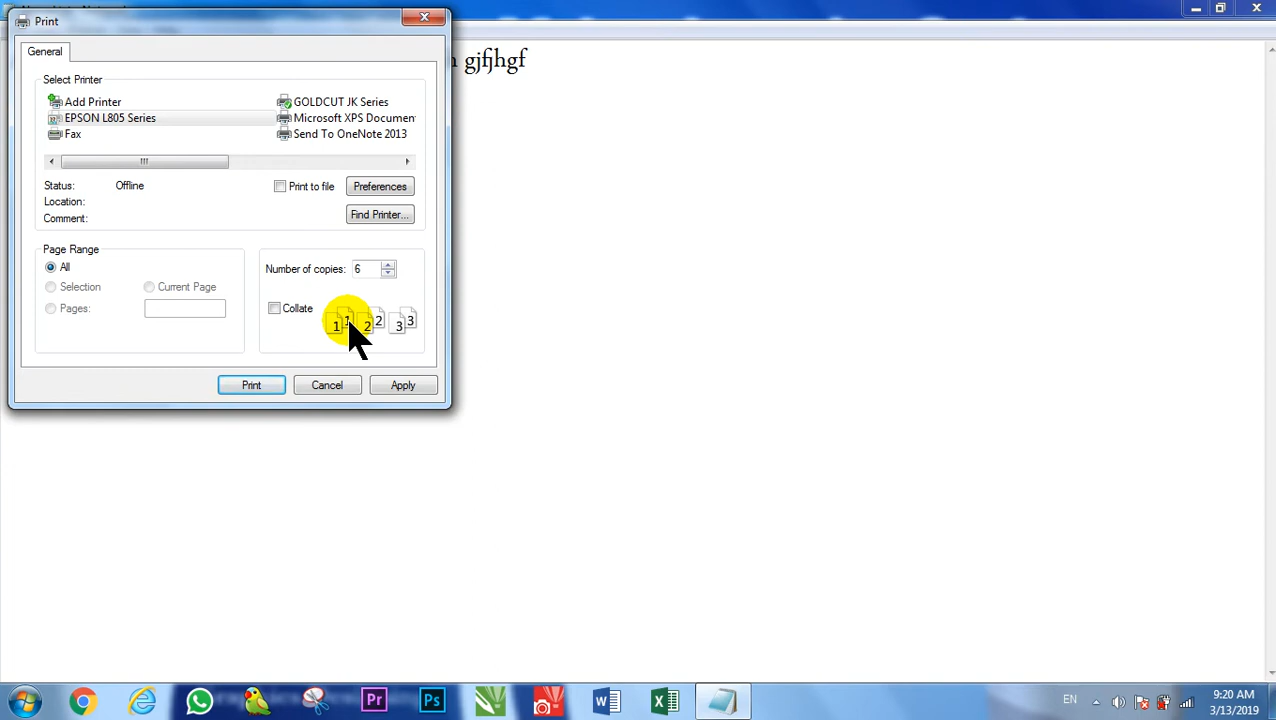 Print
General
gjfjhgf
Select Printer
Add Printer
GOLDCUT JK Series
EPSON L805 Series
Microsoft XPS Documen
Fax
Send To OneNote 2013
Status: Offline
Print to file
Preferences
Location:
Comment:
Find Printer...
Page Range
All
Number of copies: 6
Selection
Current Page
Pages:
Collate
1 1 2 2 3 3
Print
Cancel
Apply
Pr
Ps
EN
9:20 AM
3/13/2019